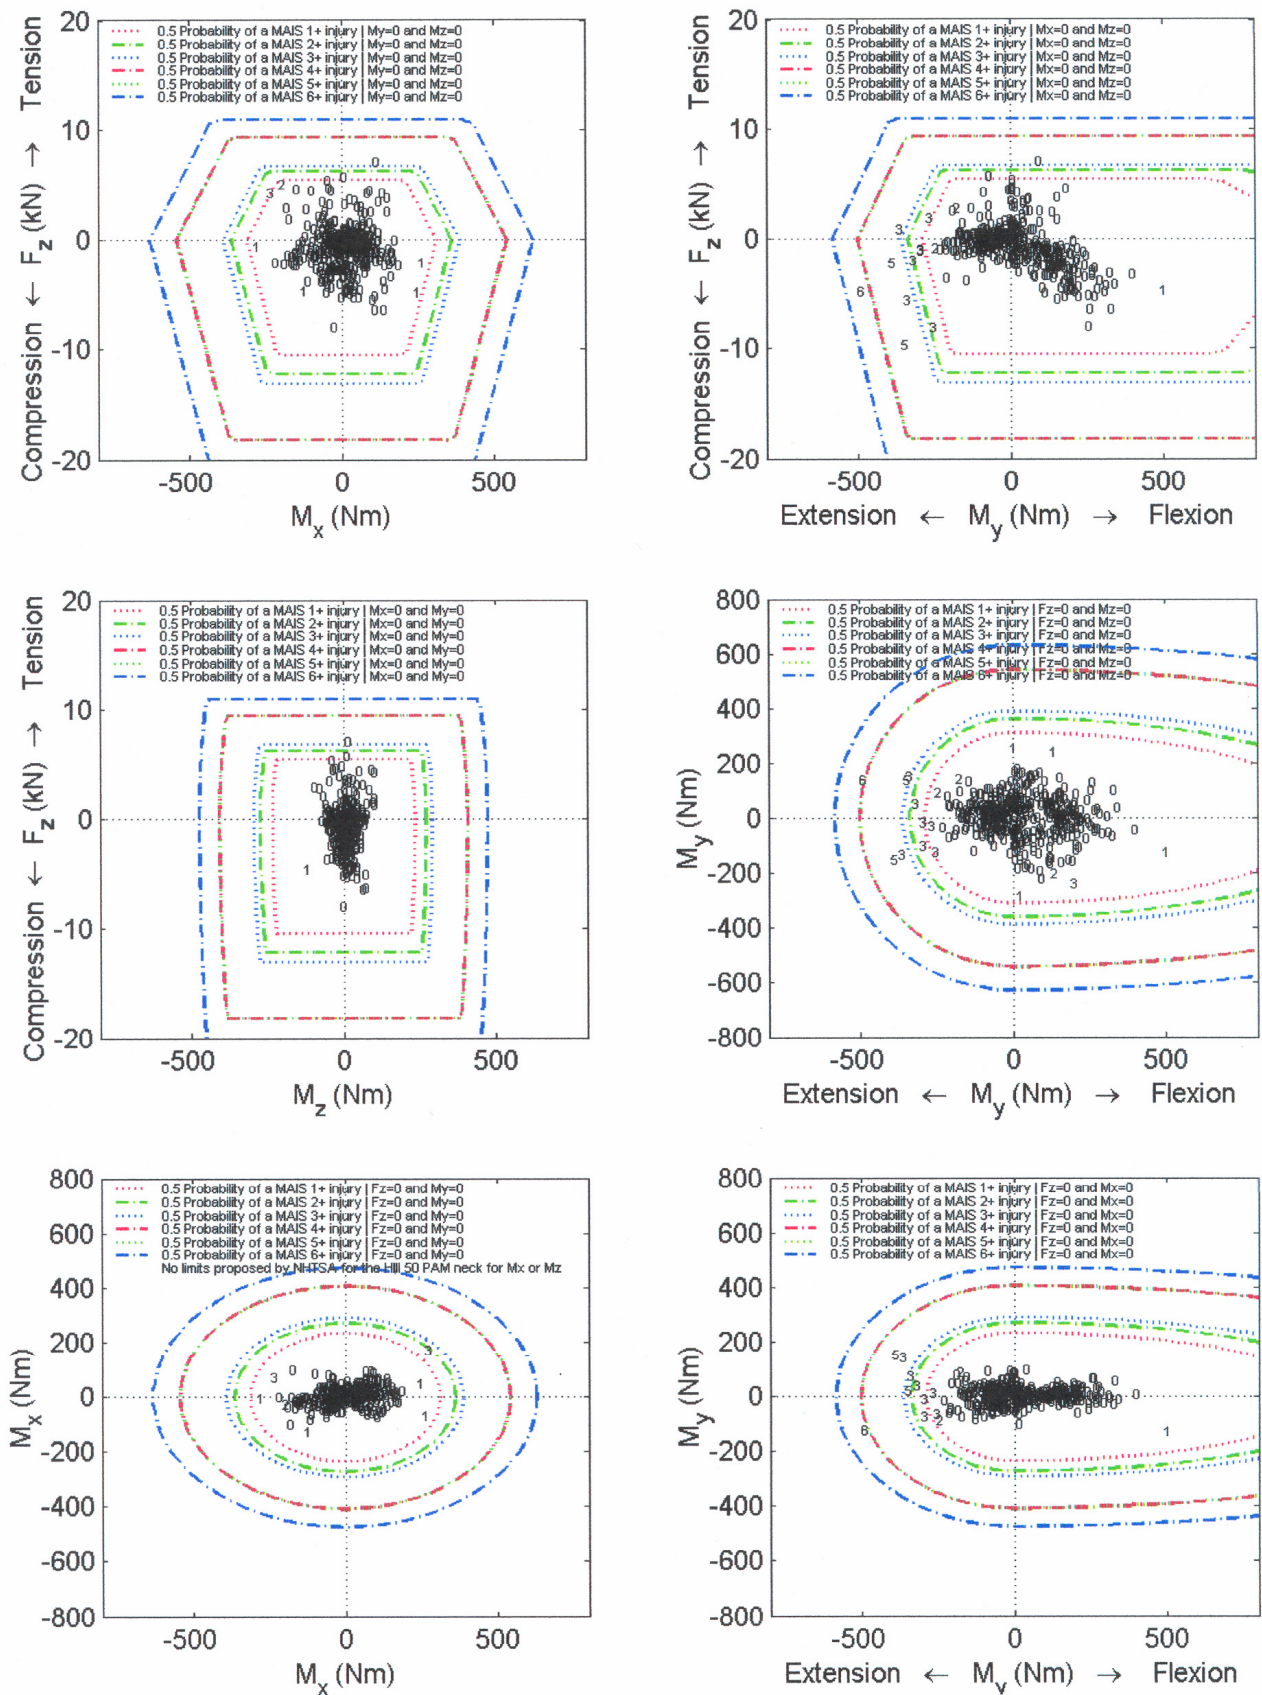 Compression ← Fz (kN) → Tension
20
10
0
-10
-20
0.5 Probability of a MAIS 1+ injury | My=0 and Mz=0
0.5 Probability of a MAIS 2+ injury | My=0 and Mz=0
0.5 Probability of a MAIS 3+ injury | My=0 and Mz=0
0.5 Probability of a MAIS 4+ injury | My=0 and Mz=0
0.5 Probability of a MAIS 5+ injury | My=0 and Mz=0
0.5 Probability of a MAIS 6+ injury | My=0 and Mz=0
-500 0 500
Mx (Nm)
Compression ← Fz (kN) → Tension
20
10
0
-10
-20
0.5 Probability of a MAIS 1+ injury | Mx=0 and Mz=0
0.5 Probability of a MAIS 2+ injury | Mx=0 and Mz=0
0.5 Probability of a MAIS 3+ injury | Mx=0 and Mz=0
0.5 Probability of a MAIS 4+ injury | Mx=0 and Mz=0
0.5 Probability of a MAIS 5+ injury | Mx=0 and Mz=0
0.5 Probability of a MAIS 6+ injury | Mx=0 and Mz=0
-500 0 500
Extension ← My (Nm) → Flexion
Compression ← Fz (kN) → Tension
20
10
0
-10
-20
0.5 Probability of a MAIS 1+ injury | Mx=0 and My=0
0.5 Probability of a MAIS 2+ injury | Mx=0 and My=0
0.5 Probability of a MAIS 3+ injury | Mx=0 and My=0
0.5 Probability of a MAIS 4+ injury | Mx=0 and My=0
0.5 Probability of a MAIS 5+ injury | Mx=0 and My=0
0.5 Probability of a MAIS 6+ injury | Mx=0 and My=0
-500 0 500
Mz (Nm)
My (Nm)
800
600
400
200
0
-200
-400
-600
-800
0.5 Probability of a MAIS 1+ injury | Fz=0 and Mz=0
0.5 Probability of a MAIS 2+ injury | Fz=0 and Mz=0
0.5 Probability of a MAIS 3+ injury | Fz=0 and Mz=0
0.5 Probability of a MAIS 4+ injury | Fz=0 and Mz=0
0.5 Probability of a MAIS 5+ injury | Fz=0 and Mz=0
0.5 Probability of a MAIS 6+ injury | Fz=0 and Mz=0
-500 0 500
Extension ← My (Nm) → Flexion
Mx (Nm)
800
600
400
200
0
-200
-400
-600
-800
0.5 Probability of a MAIS 1+ injury | Fz=0 and My=0
0.5 Probability of a MAIS 2+ injury | Fz=0 and My=0
0.5 Probability of a MAIS 3+ injury | Fz=0 and My=0
0.5 Probability of a MAIS 4+ injury | Fz=0 and My=0
0.5 Probability of a MAIS 5+ injury | Fz=0 and My=0
0.5 Probability of a MAIS 6+ injury | Fz=0 and My=0
No limits proposed by NHTSA for the HIII 50 PAM neck for Mx or Mz
-500 0 500
Mx (Nm)
My (Nm)
800
600
400
200
0
-200
-400
-600
-800
0.5 Probability of a MAIS 1+ injury | Fz=0 and Mx=0
0.5 Probability of a MAIS 2+ injury | Fz=0 and Mx=0
0.5 Probability of a MAIS 3+ injury | Fz=0 and Mx=0
0.5 Probability of a MAIS 4+ injury | Fz=0 and Mx=0
0.5 Probability of a MAIS 5+ injury | Fz=0 and Mx=0
0.5 Probability of a MAIS 6+ injury | Fz=0 and Mx=0
-500 0 500
Extension ← My (Nm) → Flexion